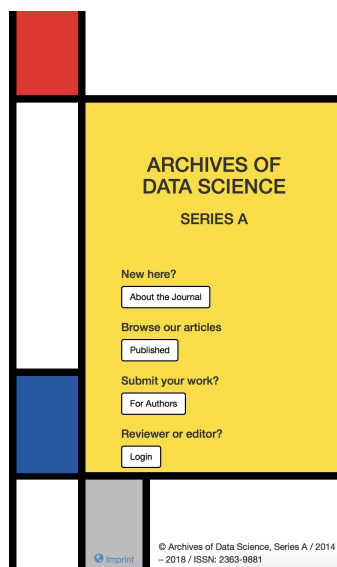 ARCHIVES OF
DATA SCIENCE
SERIES A
New here?
About the Journal
Browse our articles
Published
Submit your work?
For Authors
Reviewer or editor?
Login
Imprint
© Archives of Data Science, Series A / 2014
– 2018 / ISSN: 2363-9881